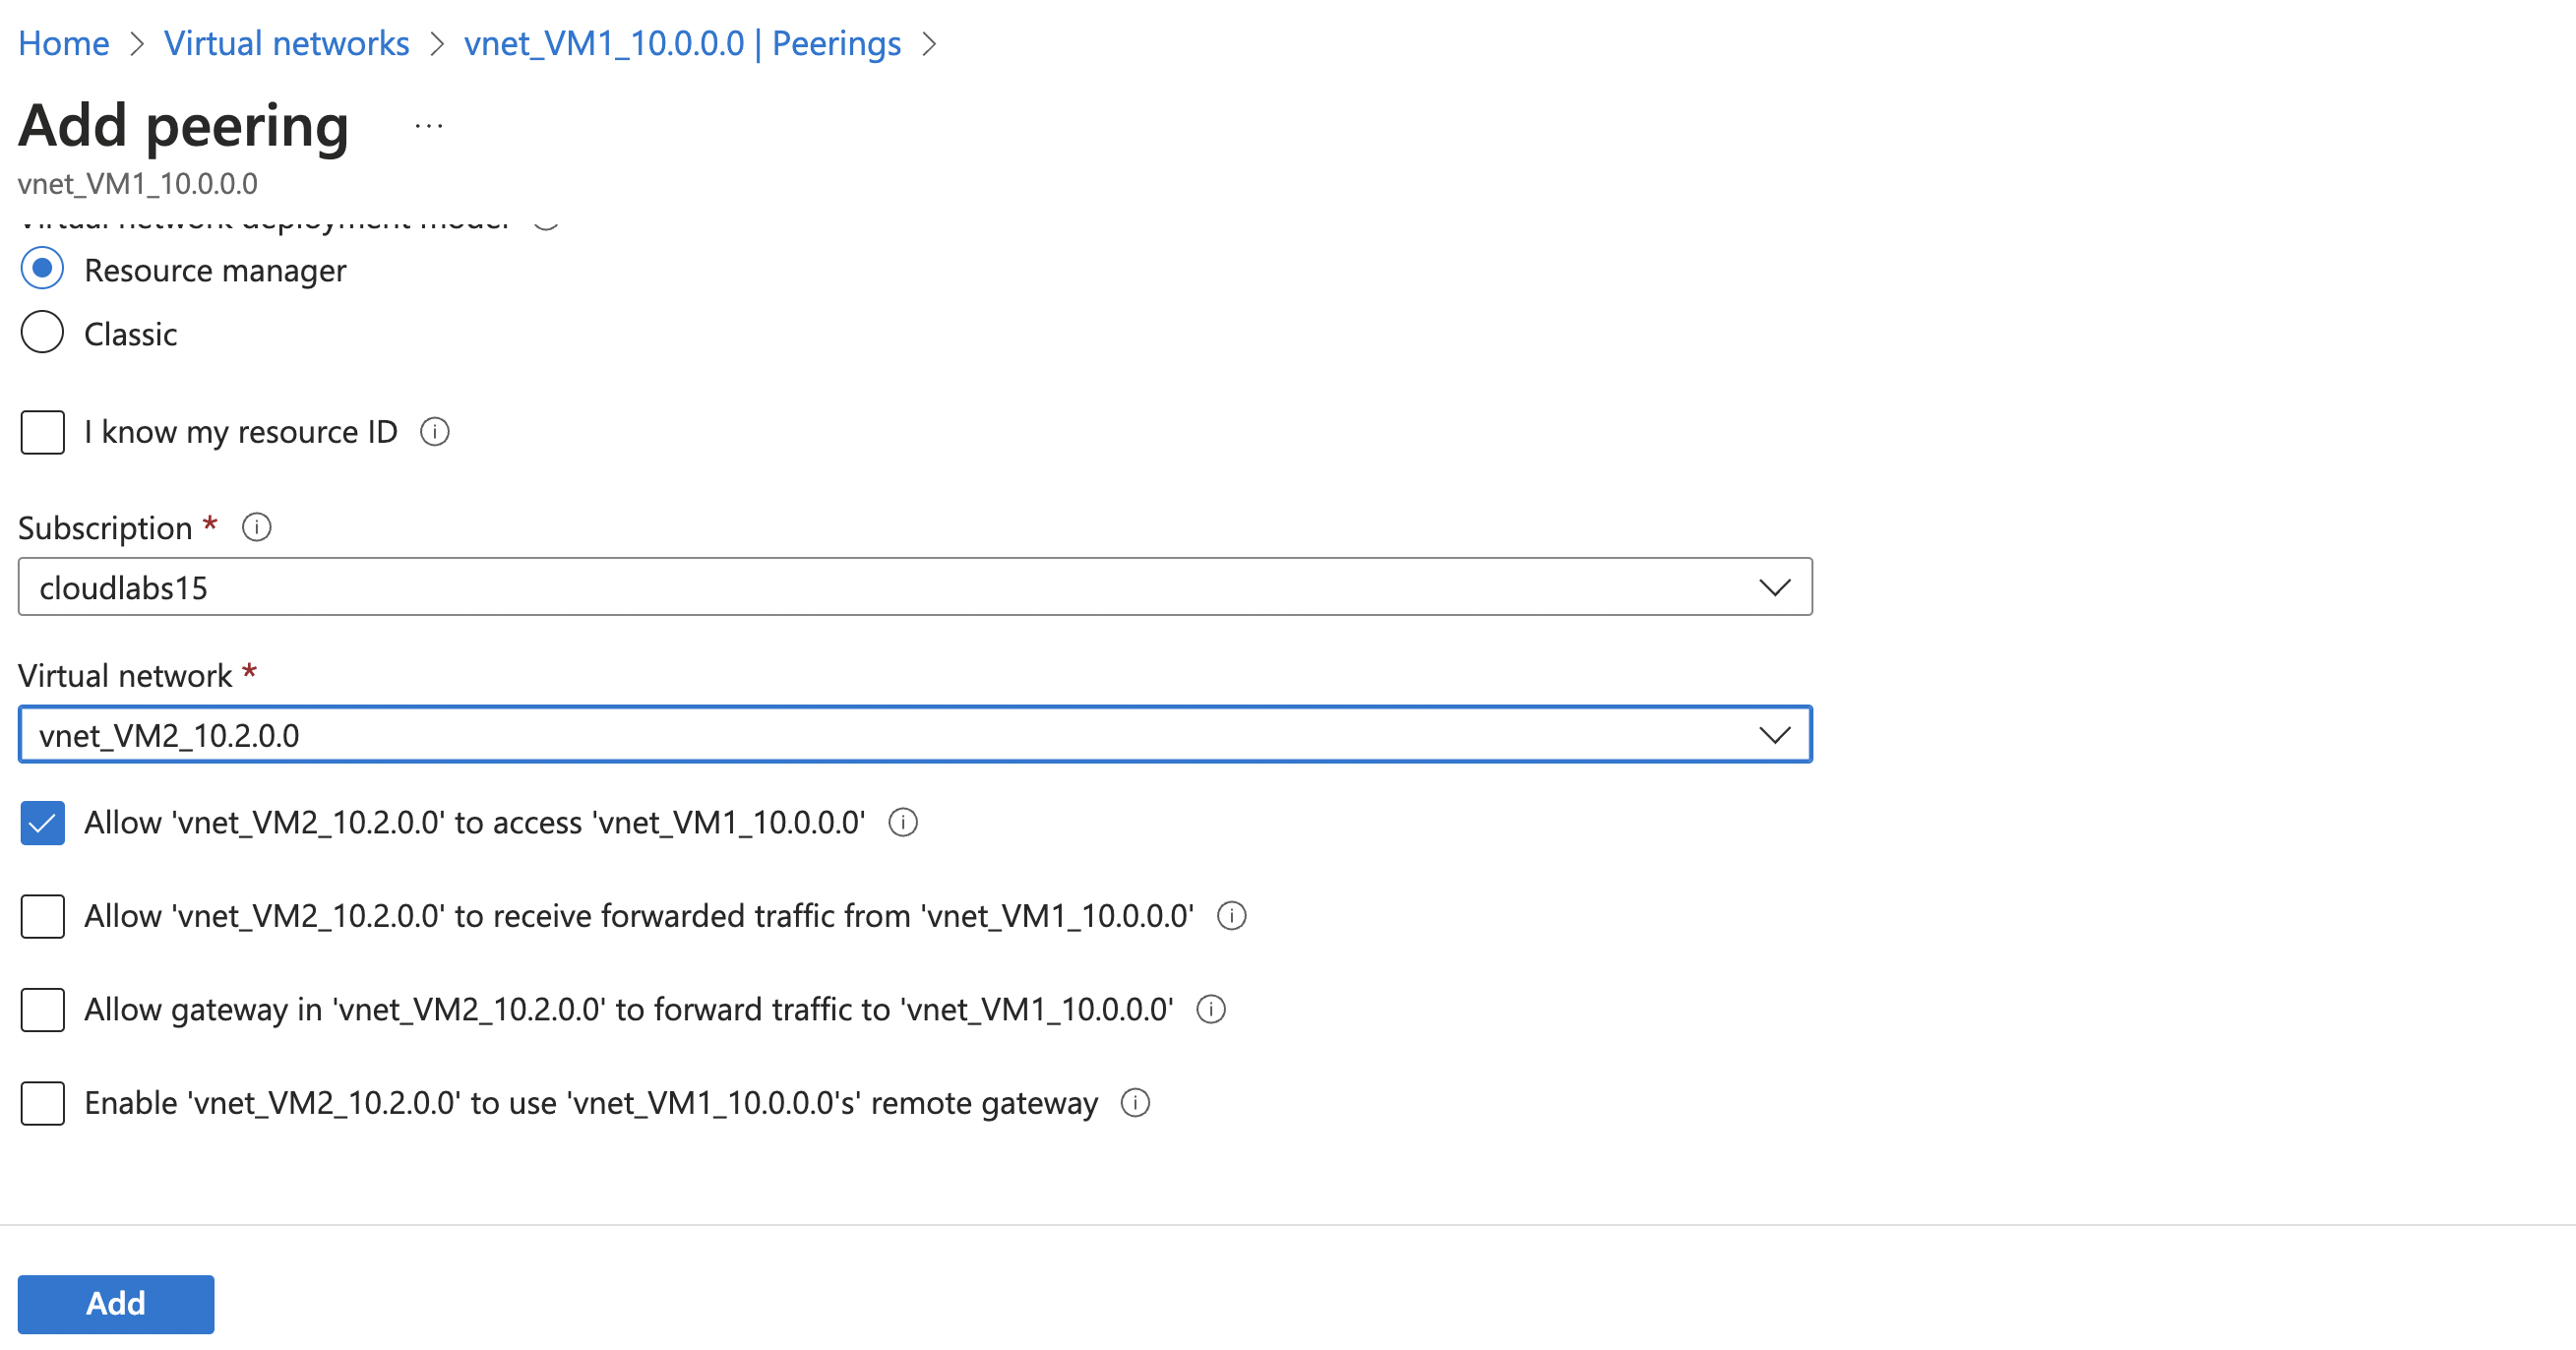 Home > Virtual networks > vnet_VM1_10.0.0.0 | Peerings >
Add peering ...
vnet_VM1_10.0.0.0
Virtual network deployment model
Resource manager
Classic
I know my resource ID
Subscription *
cloudlabs15
Virtual network *
vnet_VM2_10.2.0.0
Allow 'vnet_VM2_10.2.0.0' to access 'vnet_VM1_10.0.0.0'
Allow 'vnet_VM2_10.2.0.0' to receive forwarded traffic from 'vnet_VM1_10.0.0.0'
Allow gateway in 'vnet_VM2_10.2.0.0' to forward traffic to 'vnet_VM1_10.0.0.0'
Enable 'vnet_VM2_10.2.0.0' to use 'vnet_VM1_10.0.0.0's' remote gateway
Add